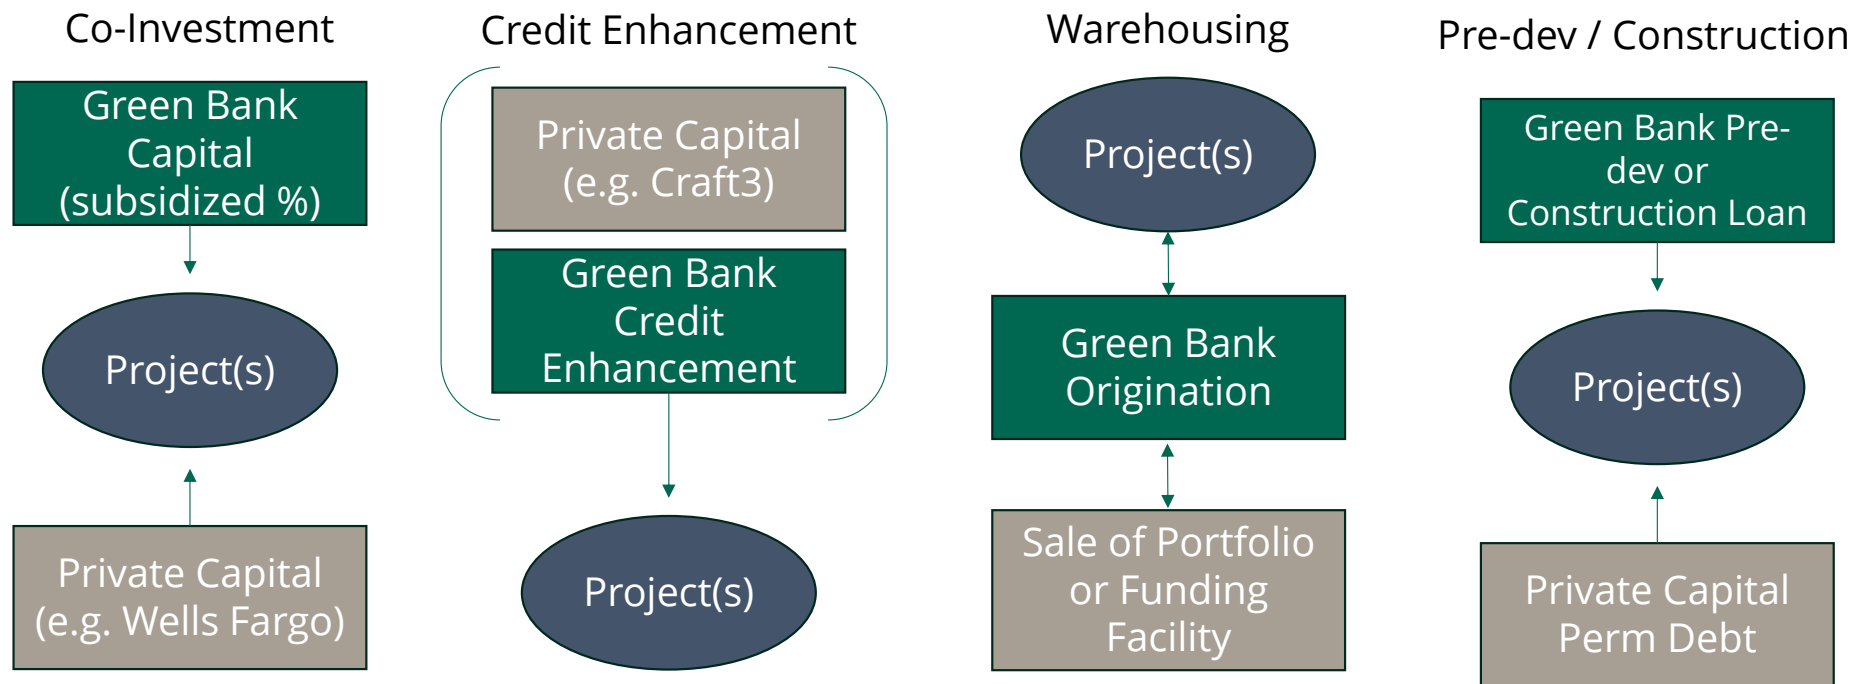 Co-Investment
Green Bank
Capital
(subsidized %)
Project(s)
Private Capital
(e.g. Wells Fargo)
Credit Enhancement
Private Capital
(e.g. Craft3)
Green Bank
Credit
Enhancement
Project(s)
Warehousing
Project(s)
Green Bank
Origination
Sale of Portfolio
or Funding
Facility
Pre-dev / Construction
Green Bank Pre-
dev or
Construction Loan
Project(s)
Private Capital
Perm Debt